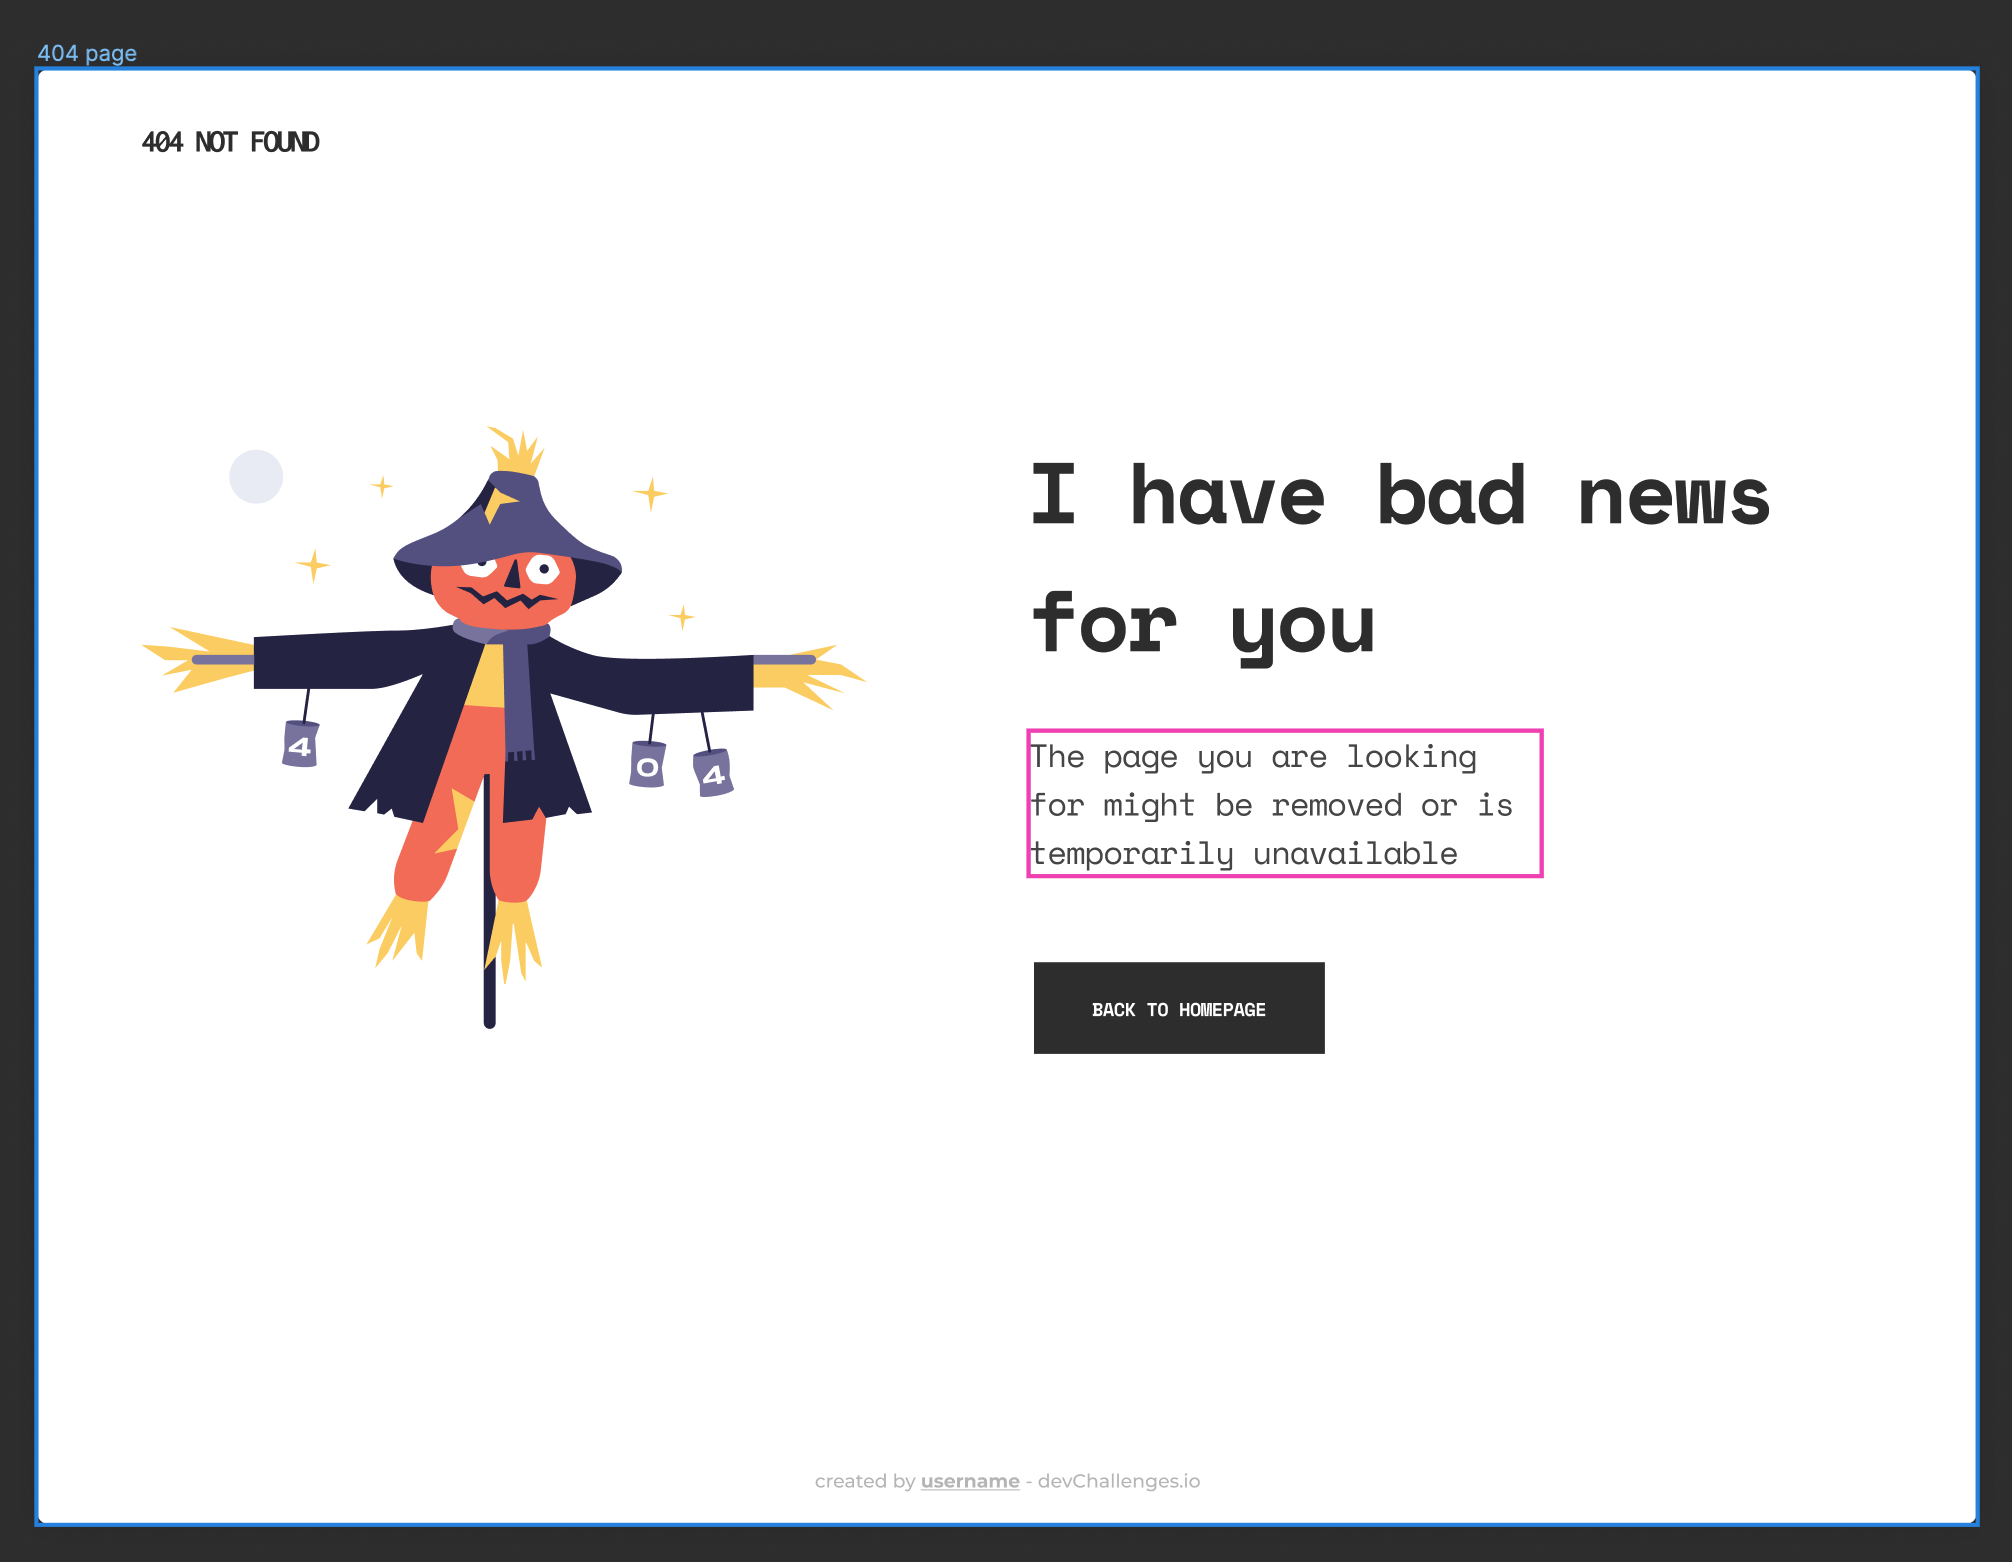 404 page
404 NOT FOUND
I have bad news
for you
4
0
4
The page you are looking
for might be removed or is
temporarily unavailable
BACK TO HOMEPAGE
created by username - devChallenges.io